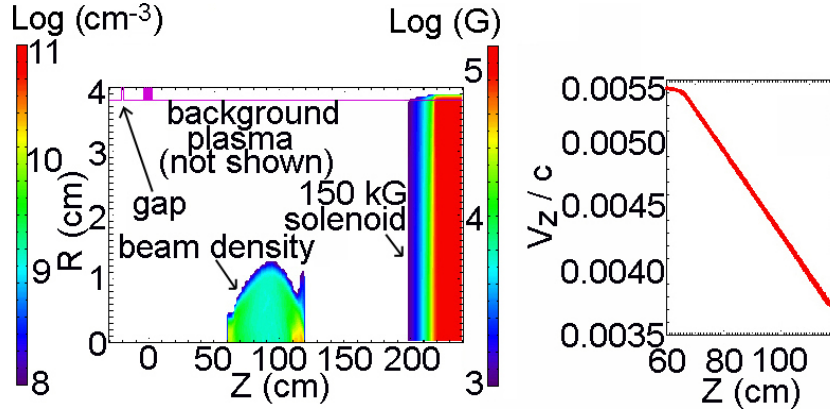 Log (cm-3)
Log (G)
11
10
9
8
4
3
2
1
0
R (cm)
background
plasma
(not shown)
gap
150 kG
solenoid
beam density
0
50
100
150
200
Z (cm)
5
4
3
0.0055
0.0050
0.0045
0.0040
0.0035
Vz / c
60
80
100
Z (cm)